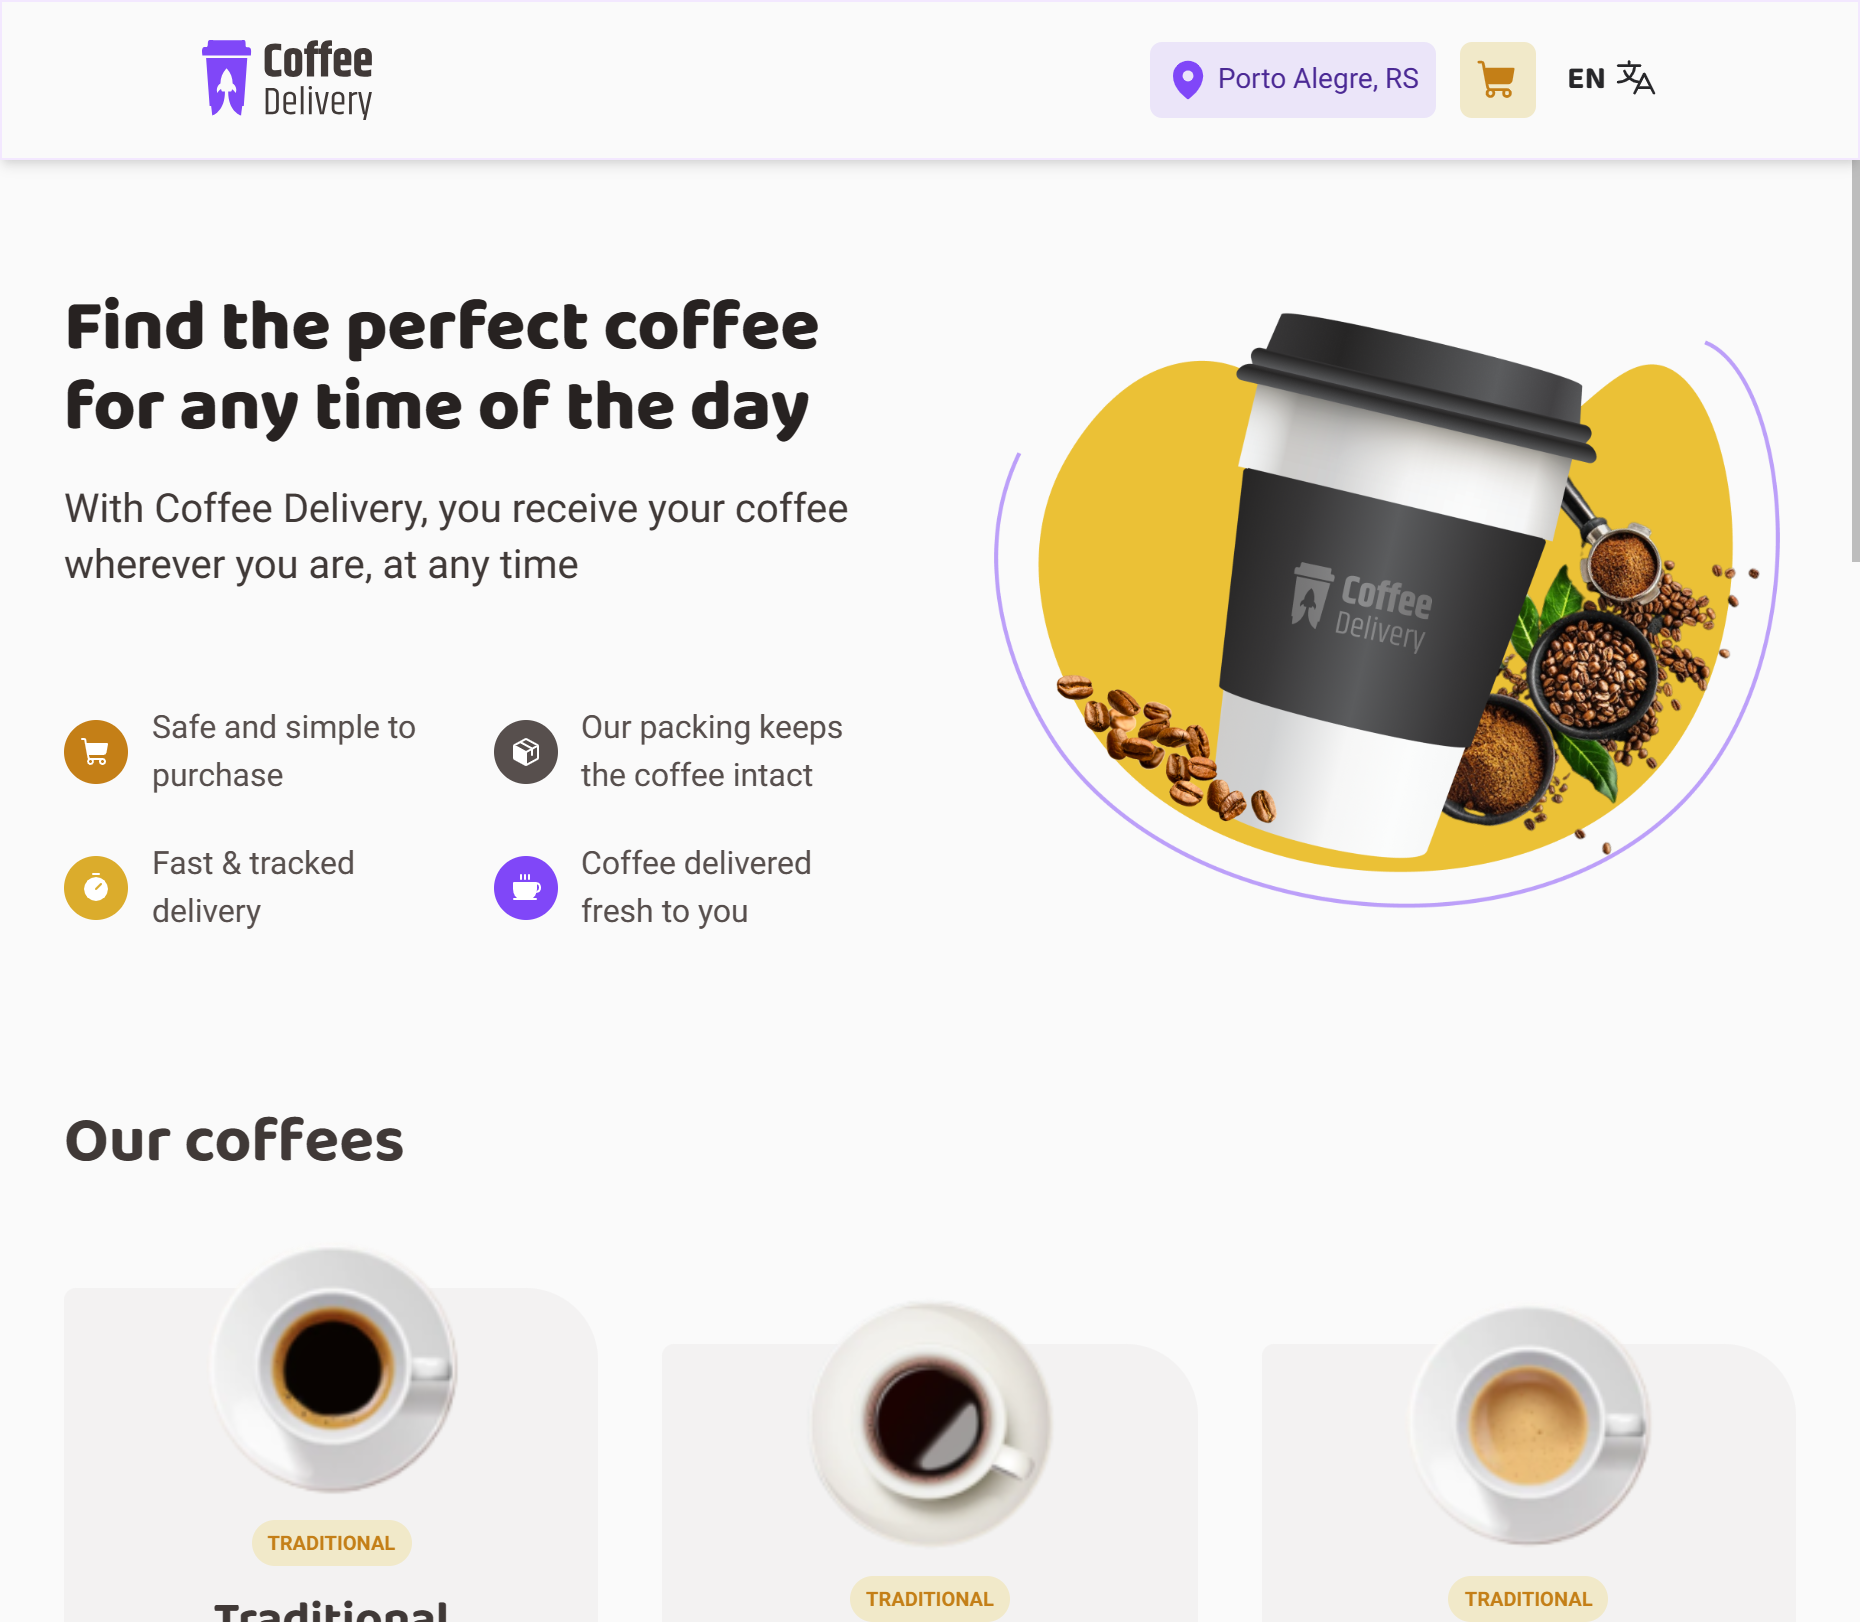 Coffee
Delivery
Porto Alegre, RS
EN
Find the perfect coffee
for any time of the day
With Coffee Delivery, you receive your coffee
wherever you are, at any time
Coffee
Delivery
Safe and simple to
purchase
Our packing keeps
the coffee intact
Fast & tracked
delivery
Coffee delivered
fresh to you
Our coffees
TRADITIONAL
Traditional
TRADITIONAL
TRADITIONAL